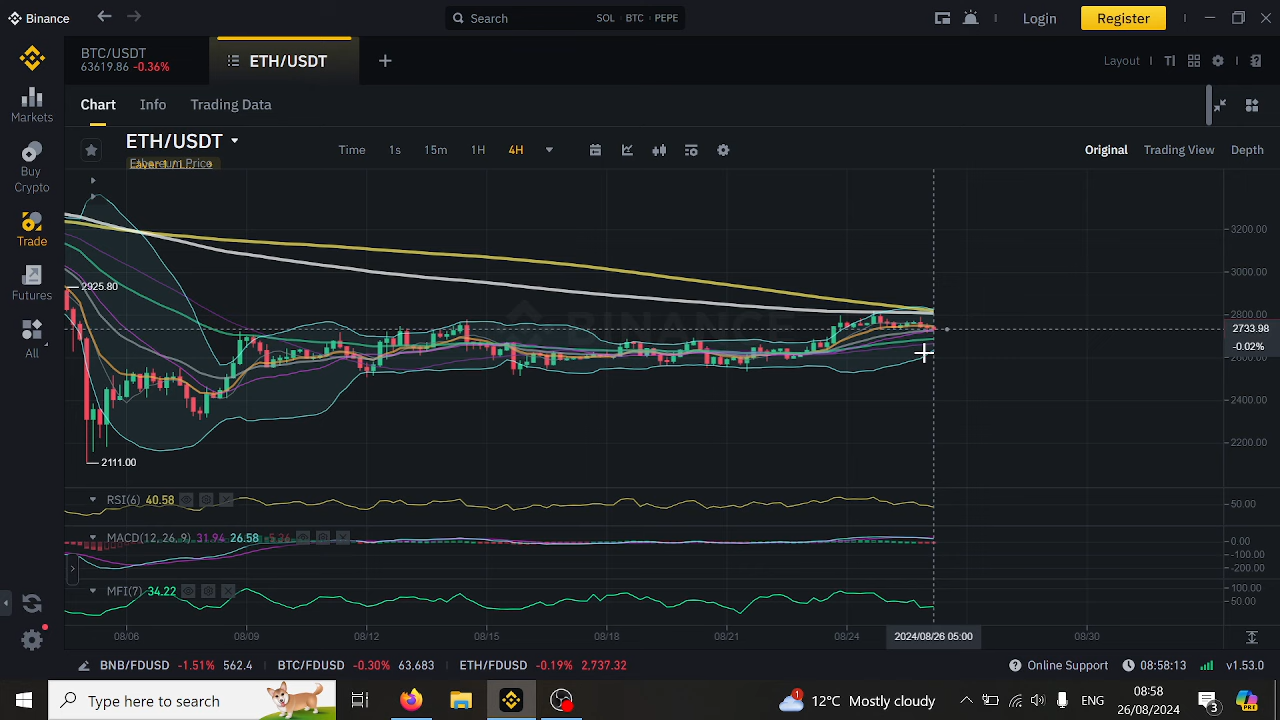 Binance
Search
SOL - BTC - PEPE
Login
Register
BTC/USDT
63619.86 -0.36%
ETH/USDT
Layout
Markets
Buy
Crypto
Trade
Futures
All
Chart
Info
Trading Data
ETH/USDT
Ethereum Price
Time
1s
15m
1H
4H
Original
Trading View
Depth
3200.00
3000.00
2800.00
2733.98
-0.02%
2600.00
2400.00
2200.00
2925.80
2111.00
BINANCE
RSI(6) 40.58
50.00
MACD(12,26,9) 31.94 26.58
0.00
-100.00
-200.00
MFI(7) 34.22
100.00
50.00
08/06
08/09
08/12
08/15
08/18
08/21
08/24
2024/08/26 05:00
08/30
BNB/FDUSD -1.51% 562.4
BTC/FDUSD -0.30% 63,683
ETH/FDUSD -0.19% 2,737.32
Online Support
08:58:13
v1.53.0
Type here to search
1
12°C Mostly cloudy
ENG
08:58
26/08/2024
3
PRE